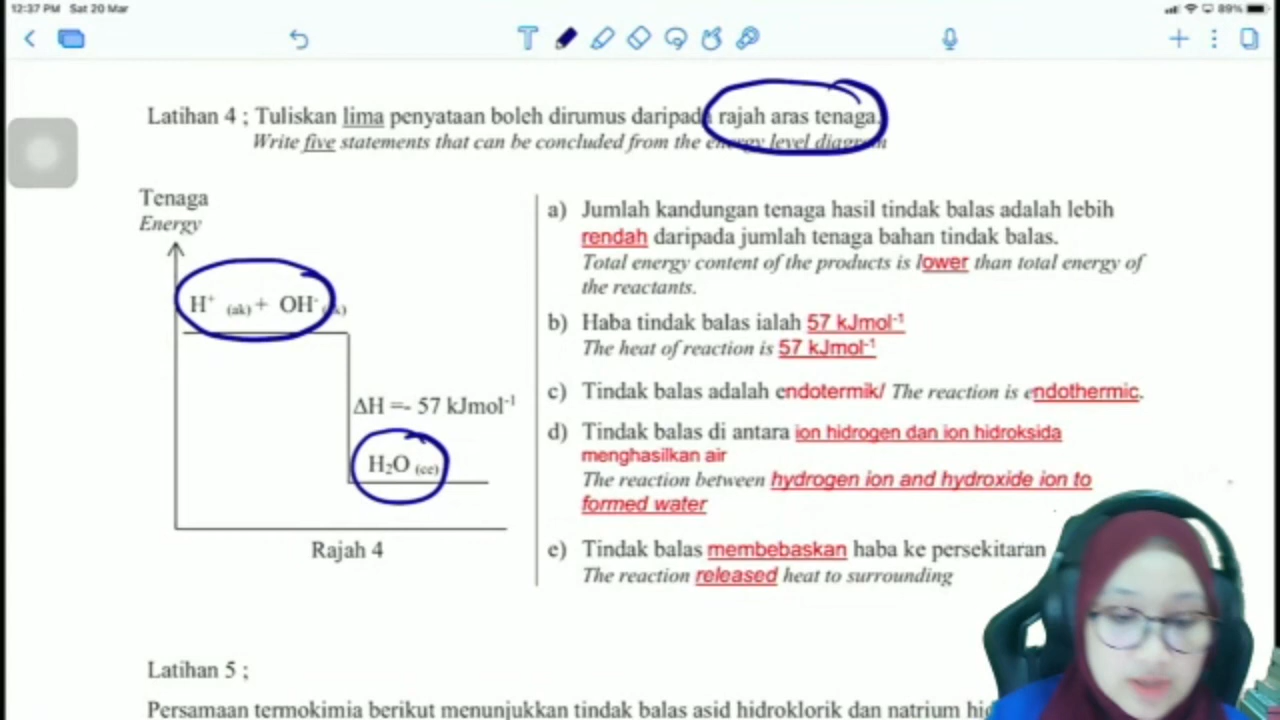 12:37 PM Sat 20 Mar
89%
Latihan 4 ; Tuliskan lima penyataan boleh dirumus daripada rajah aras tenaga.
Write five statements that can be concluded from the energy level diagram
Tenaga
Energy
H⁺ (ak) + OH⁻
ΔH =- 57 kJmol⁻¹
H₂O (ce)
Rajah 4
a) Jumlah kandungan tenaga hasil tindak balas adalah lebih
rendah daripada jumlah tenaga bahan tindak balas.
Total energy content of the products is lower than total energy of
the reactants.
b) Haba tindak balas ialah 57 kJmol⁻¹
The heat of reaction is 57 kJmol⁻¹
c) Tindak balas adalah endotermik/ The reaction is endothermic.
d) Tindak balas di antara ion hidrogen dan ion hidroksida
menghasilkan air
The reaction between hydrogen ion and hydroxide ion to
formed water
e) Tindak balas membebaskan haba ke persekitaran
The reaction released heat to surrounding
Latihan 5 ;
Persamaan termokimia berikut menunjukkan tindak balas asid hidroklorik dan natrium